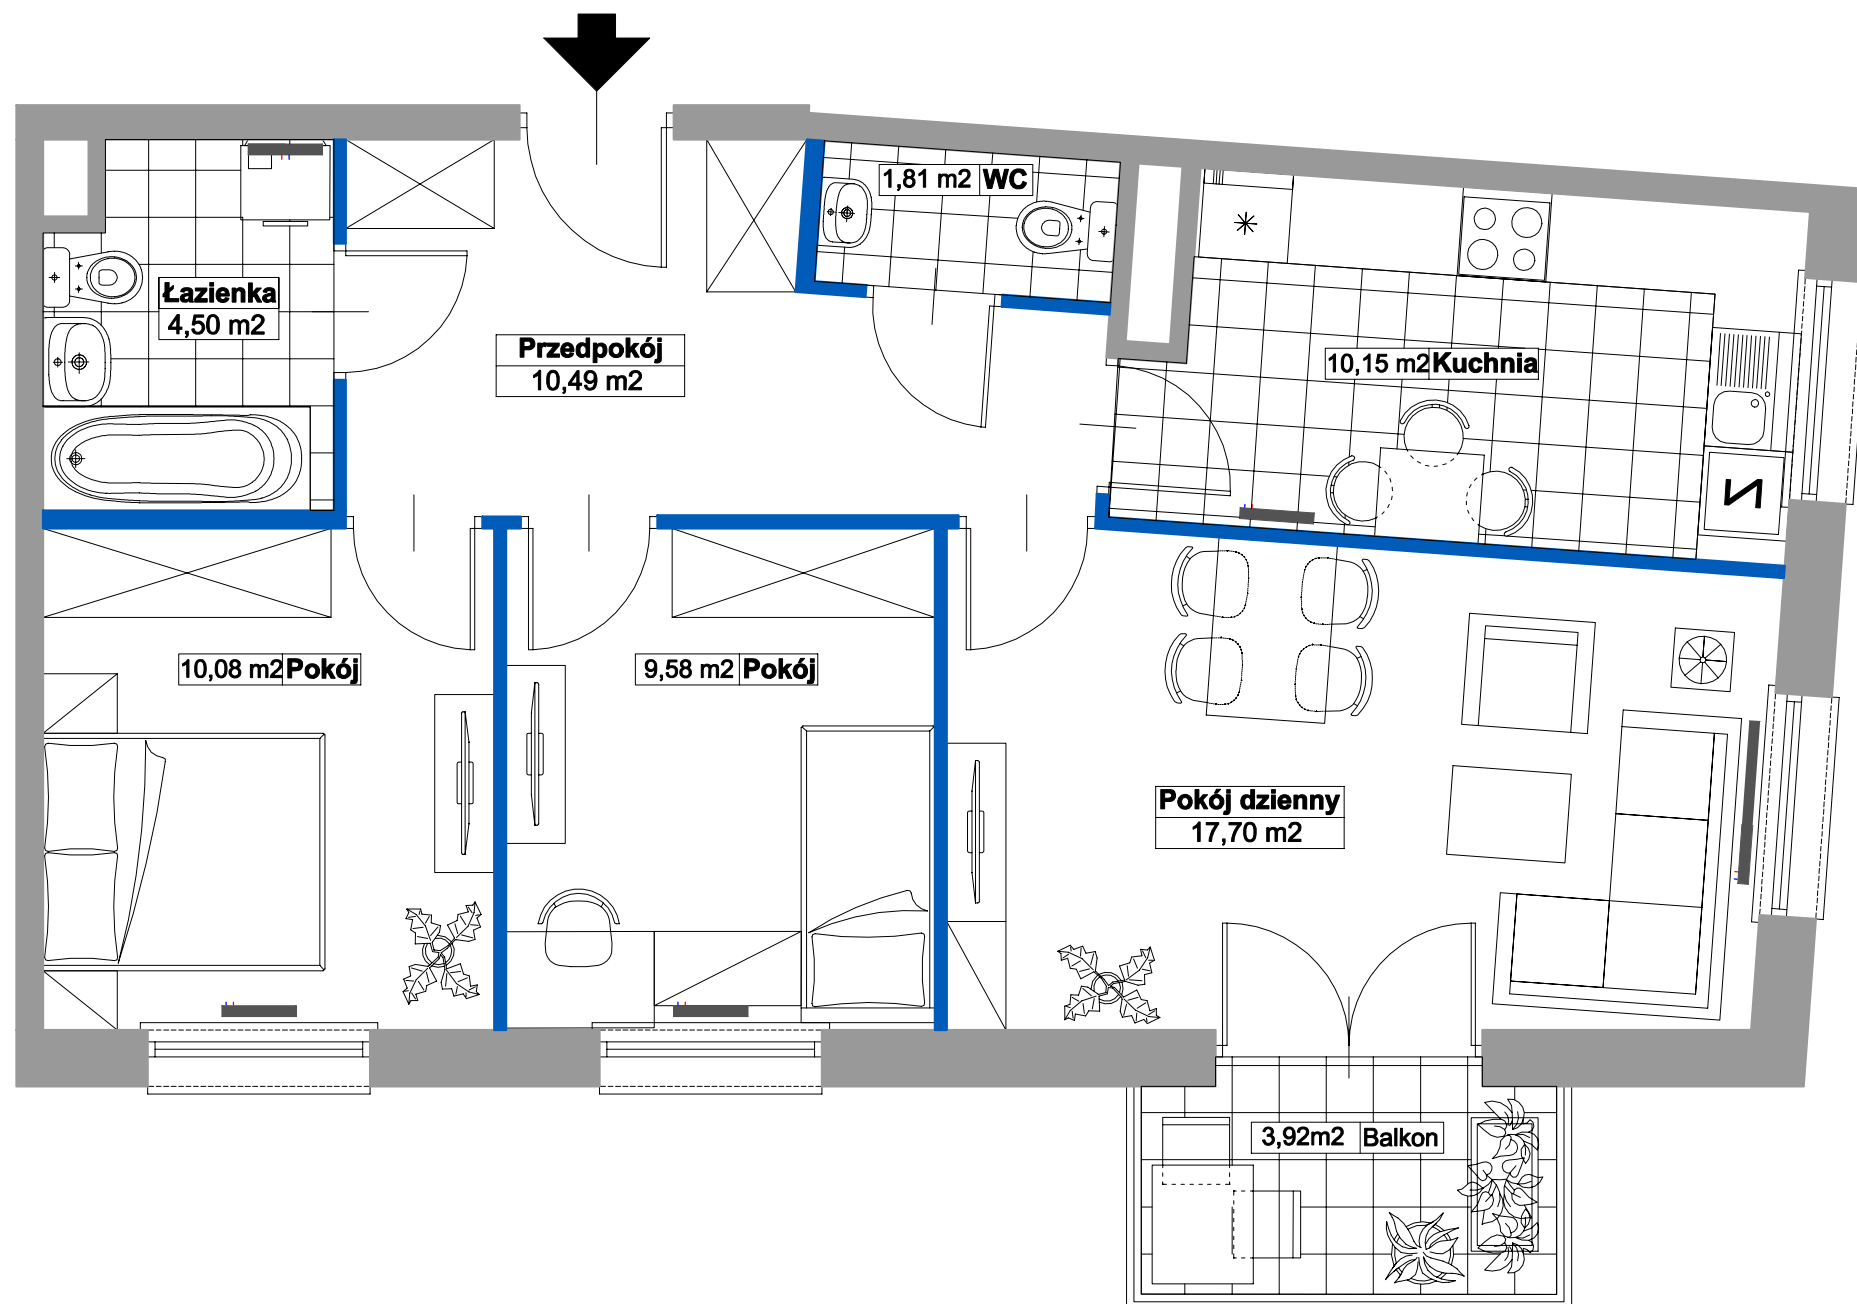 1,81 m2 WC
Łazienka
4,50 m2
Przedpokój
10,49 m2
10,15 m2 Kuchnia
10,08 m2 Pokój
9,58 m2 Pokój
Pokój dzienny
17,70 m2
3,92m2 Balkon